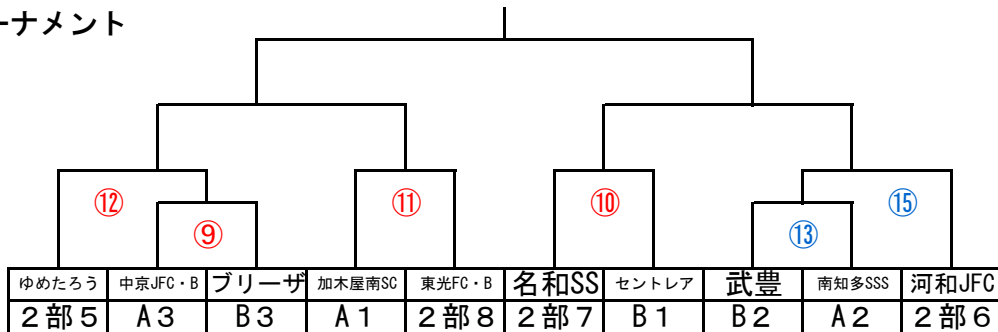 ーナメント
⑫ ⑪ ⑩ ⑮
⑨ ⑬
ゆめたろう 中京JFC・B ブリーザ 加木屋南SC 東光FC・B 名和SS セントレア 武豊 南知多SSS 河和JFC
２部５ A３ B３ A１ ２部８ ２部７ B１ B２ A２ ２部６